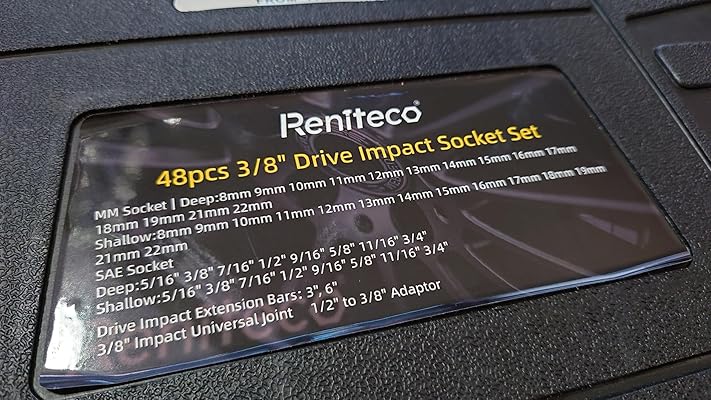 Reniteco®
48pcs 3/8" Drive Impact Socket Set
MM Socket | Deep:8mm 9mm 10mm 11mm 12mm 13mm 14mm 15mm 16mm 17mm
18mm 19mm 21mm 22mm
Shallow:8mm 9mm 10mm 11mm 12mm 13mm 14mm 15mm 16mm 17mm 18mm 19mm
21mm 22mm
SAE Socket
Deep:5/16" 3/8" 7/16" 1/2" 9/16" 5/8" 11/16" 3/4"
Shallow:5/16" 3/8" 7/16" 1/2" 9/16" 5/8" 11/16" 3/4"
Drive Impact Extension Bars: 3", 6"
3/8" Impact Universal Joint 1/2" to 3/8" Adaptor